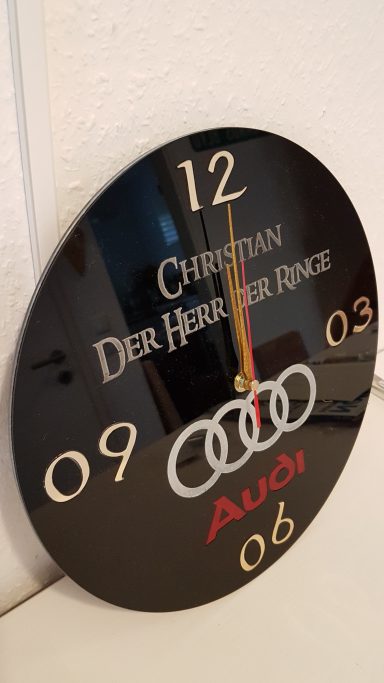 12
CHRISTIAN
DER HERR DER RINGE
03
09
Audi
06